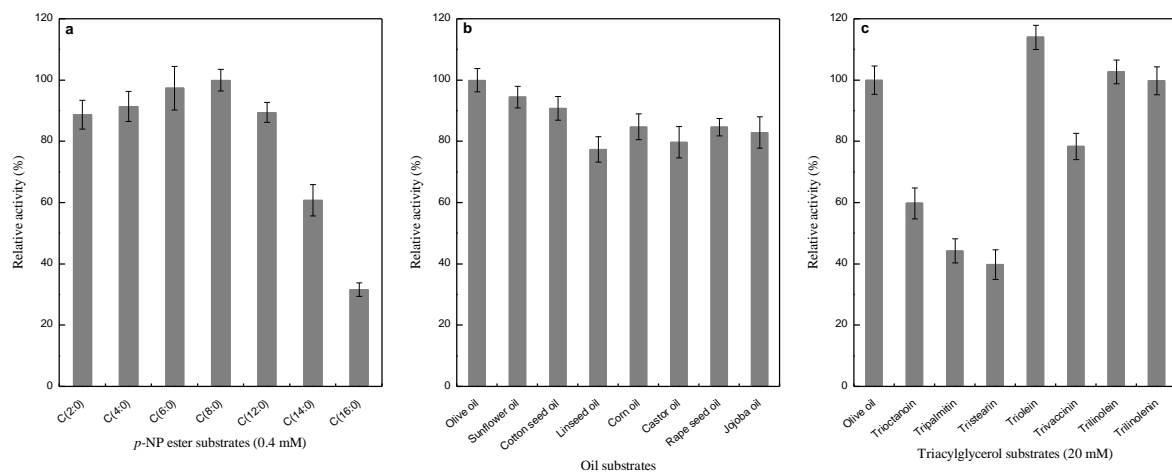 a
120
100
80
60
40
20
0
Relative activity (%)
C(2:0)
C(4:0)
C(6:0)
C(8:0)
C(12:0)
C(14:0)
C(16:0)
p-NP ester substrates (0.4 mM)
b
120
100
80
60
40
20
0
Relative activity (%)
Olive oil
Sunflower oil
Cotton seed oil
Linseed oil
Corn oil
Castor oil
Rape seed oil
Jojoba oil
Oil substrates
c
120
100
80
60
40
20
0
Relative activity (%)
Olive oil
Trioctanoin
Tripalmitin
Tristearin
Triolein
Trivaccinin
Trilinolein
Trilinolenin
Triacylglycerol substrates (20 mM)